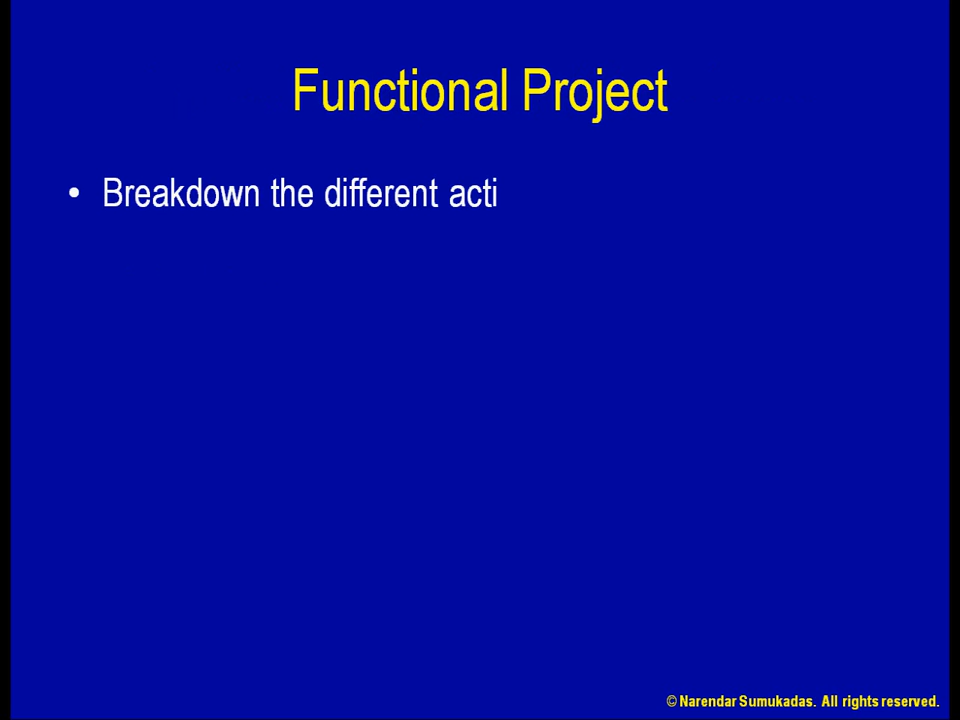 Functional Project
• Breakdown the different acti
© Narendar Sumukadas. All rights reserved.